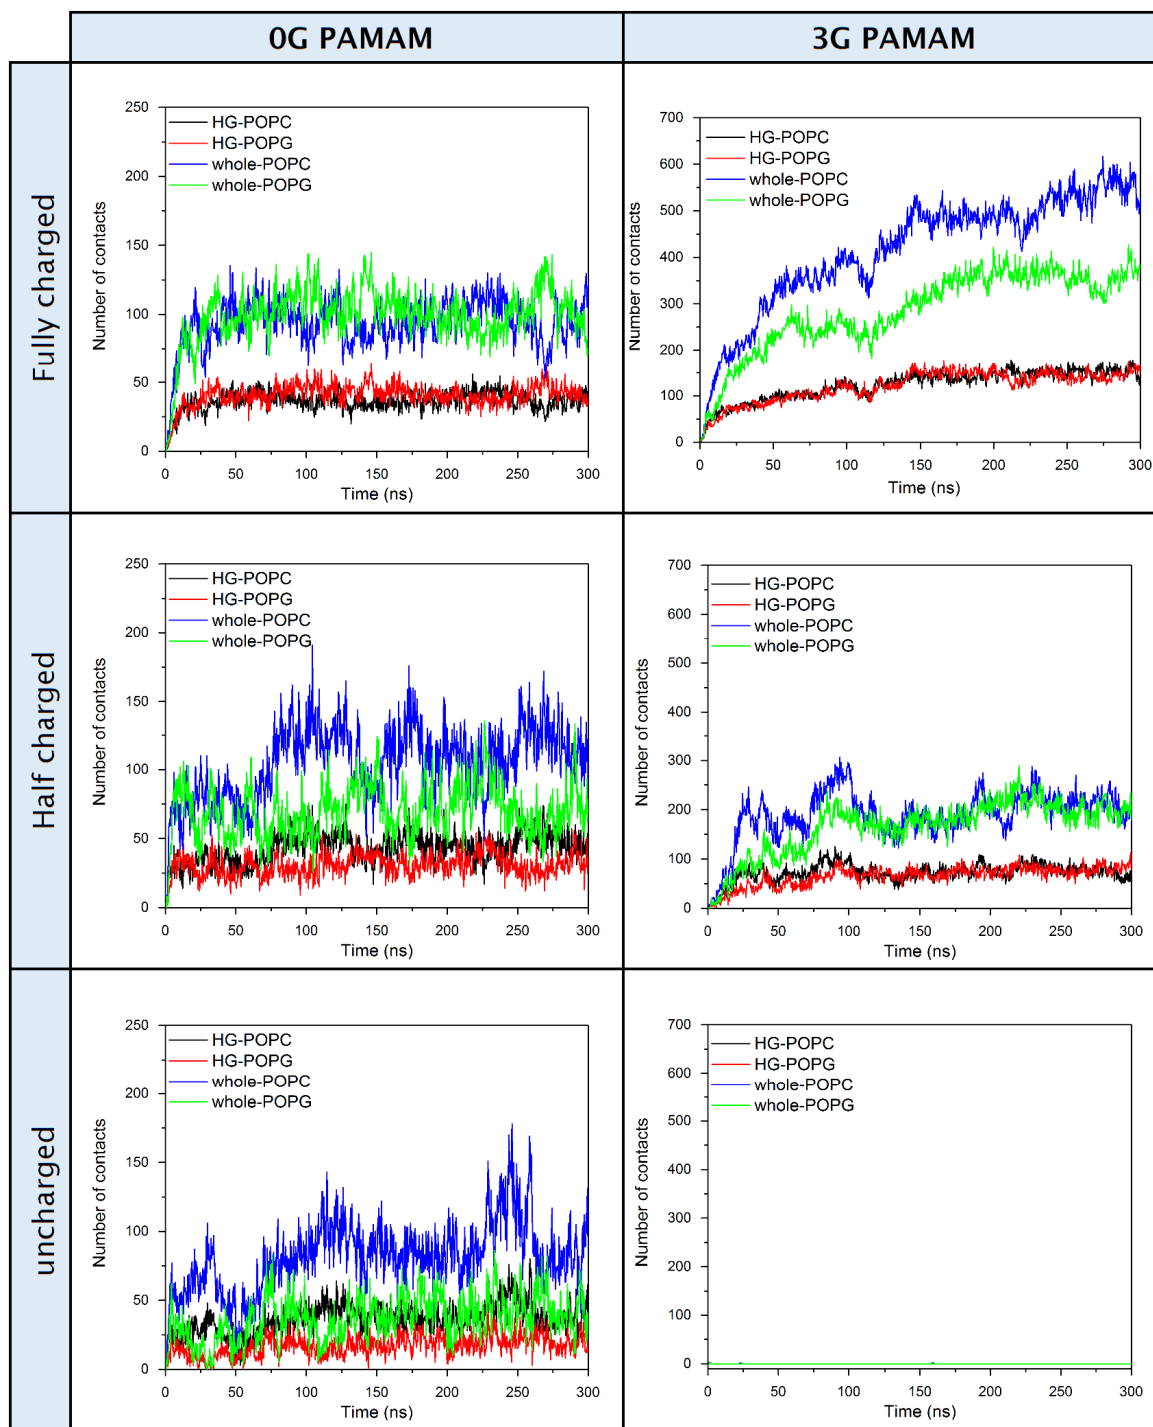 0G PAMAM
3G PAMAM
Fully charged
250
200
150
100
50
0
Number of contacts
HG-POPC
HG-POPG
whole-POPC
whole-POPG
0 50 100 150 200 250 300
Time (ns)
700
600
500
400
300
200
100
0
Number of contacts
HG-POPC
HG-POPG
whole-POPC
whole-POPG
0 50 100 150 200 250 300
Time (ns)
Half charged
250
200
150
100
50
0
Number of contacts
HG-POPC
HG-POPG
whole-POPC
whole-POPG
0 50 100 150 200 250 300
Time (ns)
700
600
500
400
300
200
100
0
Number of contacts
HG-POPC
HG-POPG
whole-POPC
whole-POPG
0 50 100 150 200 250 300
Time (ns)
uncharged
250
200
150
100
50
0
Number of contacts
HG-POPC
HG-POPG
whole-POPC
whole-POPG
0 50 100 150 200 250 300
Time (ns)
700
600
500
400
300
200
100
0
Number of contacts
HG-POPC
HG-POPG
whole-POPC
whole-POPG
0 50 100 150 200 250 300
Time (ns)